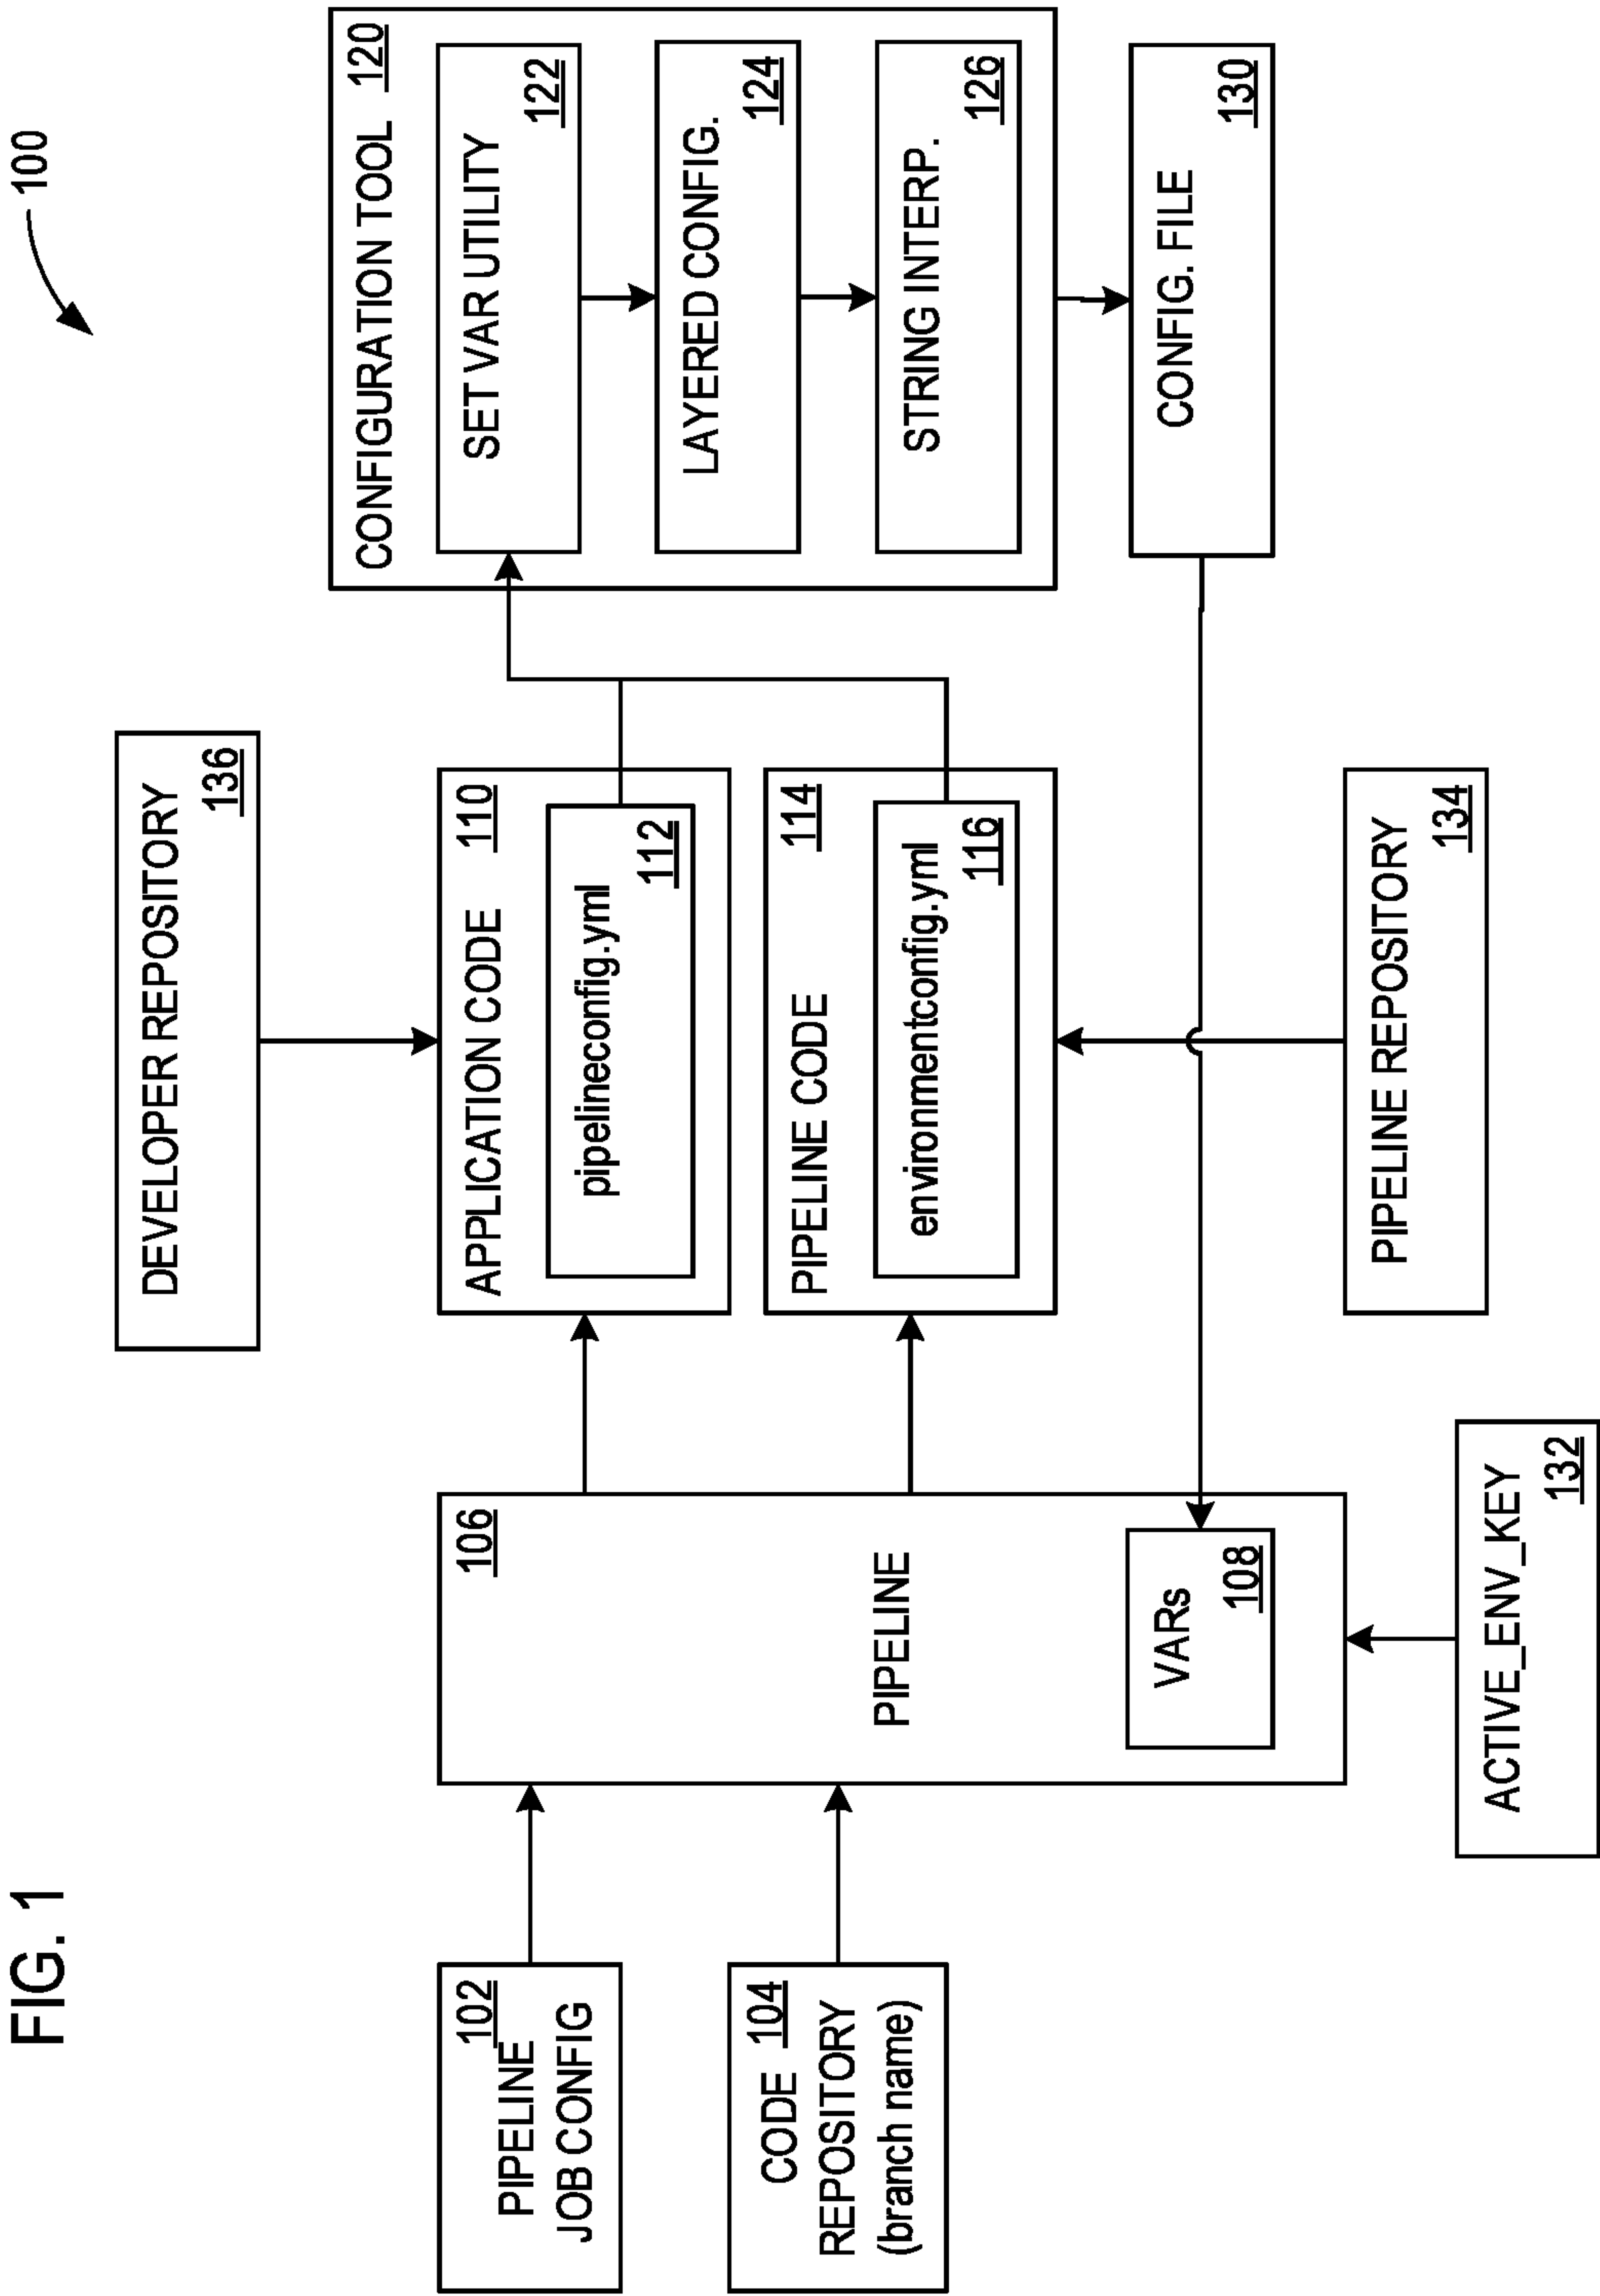 FIG. 1
100
DEVELOPER REPOSITORY
136
PIPELINE
JOB CONFIG
102
CODE
REPOSITORY
(branch name)
104
106
PIPELINE
VARs
108
ACTIVE_ENV_KEY
132
APPLICATION CODE
110
pipelineconfig.yml
112
PIPELINE CODE
114
environmentconfig.yml
116
PIPELINE REPOSITORY
134
CONFIGURATION TOOL
120
SET VAR UTILITY
122
LAYERED CONFIG.
124
STRING INTERP.
126
CONFIG. FILE
130